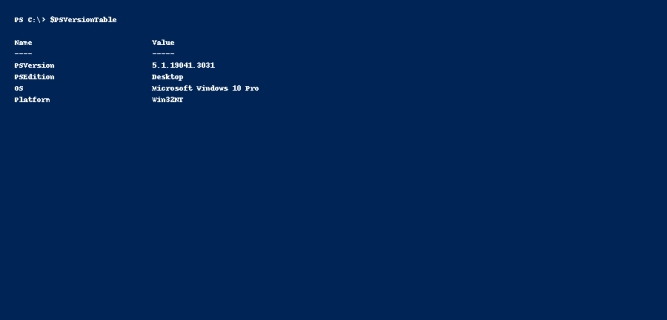 PS C:\> $PSVersionTable
Name Value
---- -----
PSVersion 5.1.19041.3031
PSEdition Desktop
OS Microsoft Windows 10 Pro
Platform Win32NT